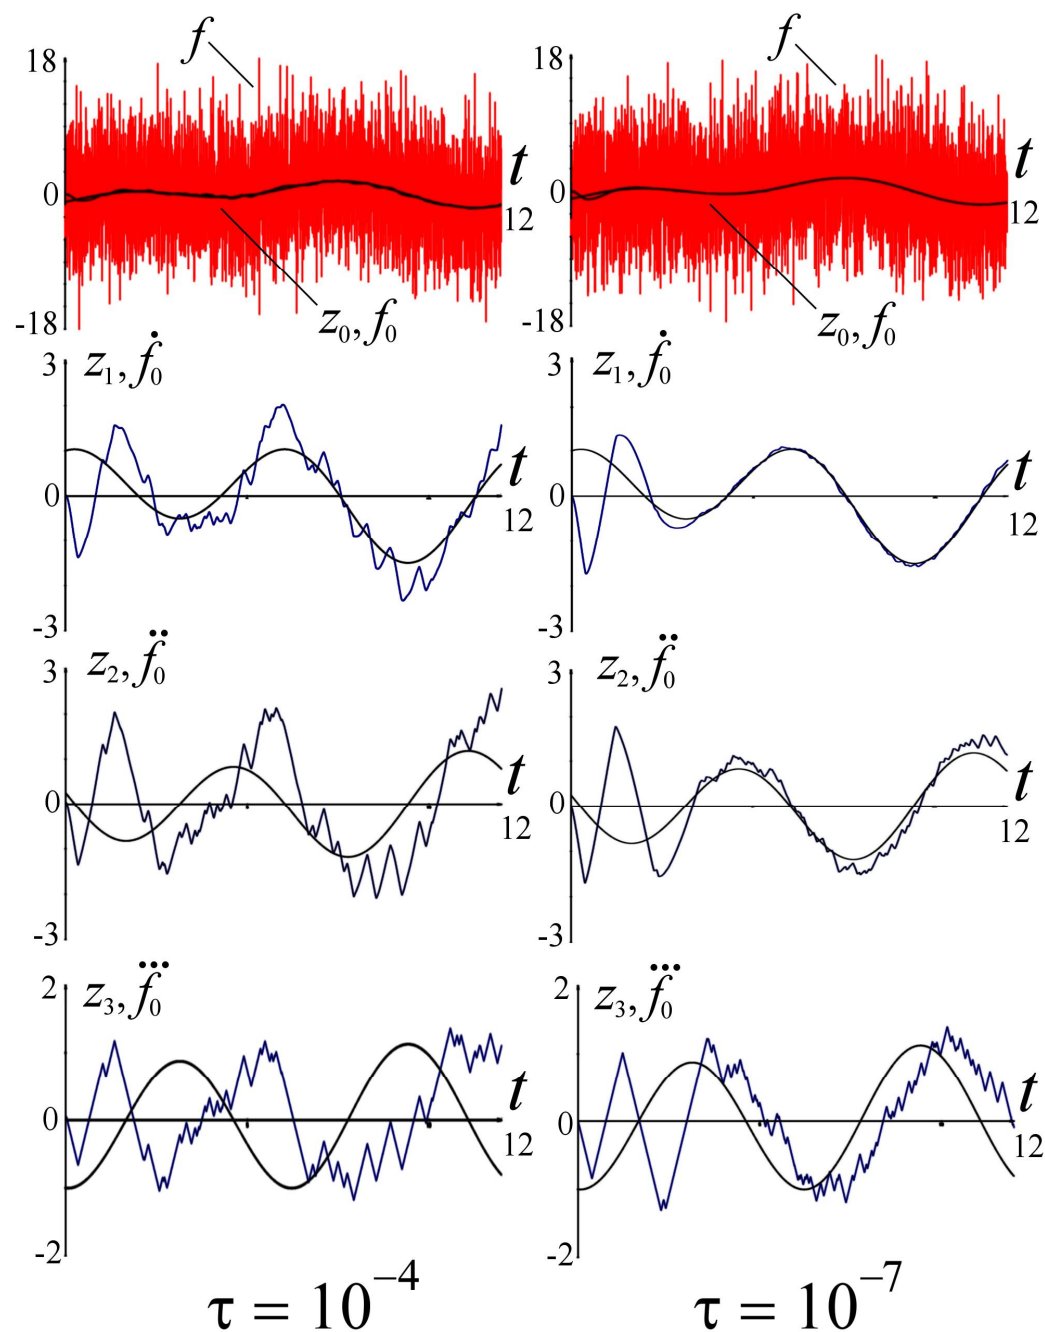 f f
18 18
t t
0 0
12 12
z₀, f₀ z₀, f₀
-18 -18
3 z₁, ḟ₀ 3 z₁, ḟ₀
t t
0 0
12 12
-3 -3
3 z₂, f̈₀ 3 z₂, f̈₀
t t
0 0
12 12
-3 -3
2 z₃, f⃛₀ 2 z₃, f⃛₀
t t
0 0
12 12
-2 -2
τ = 10⁻⁴ τ = 10⁻⁷